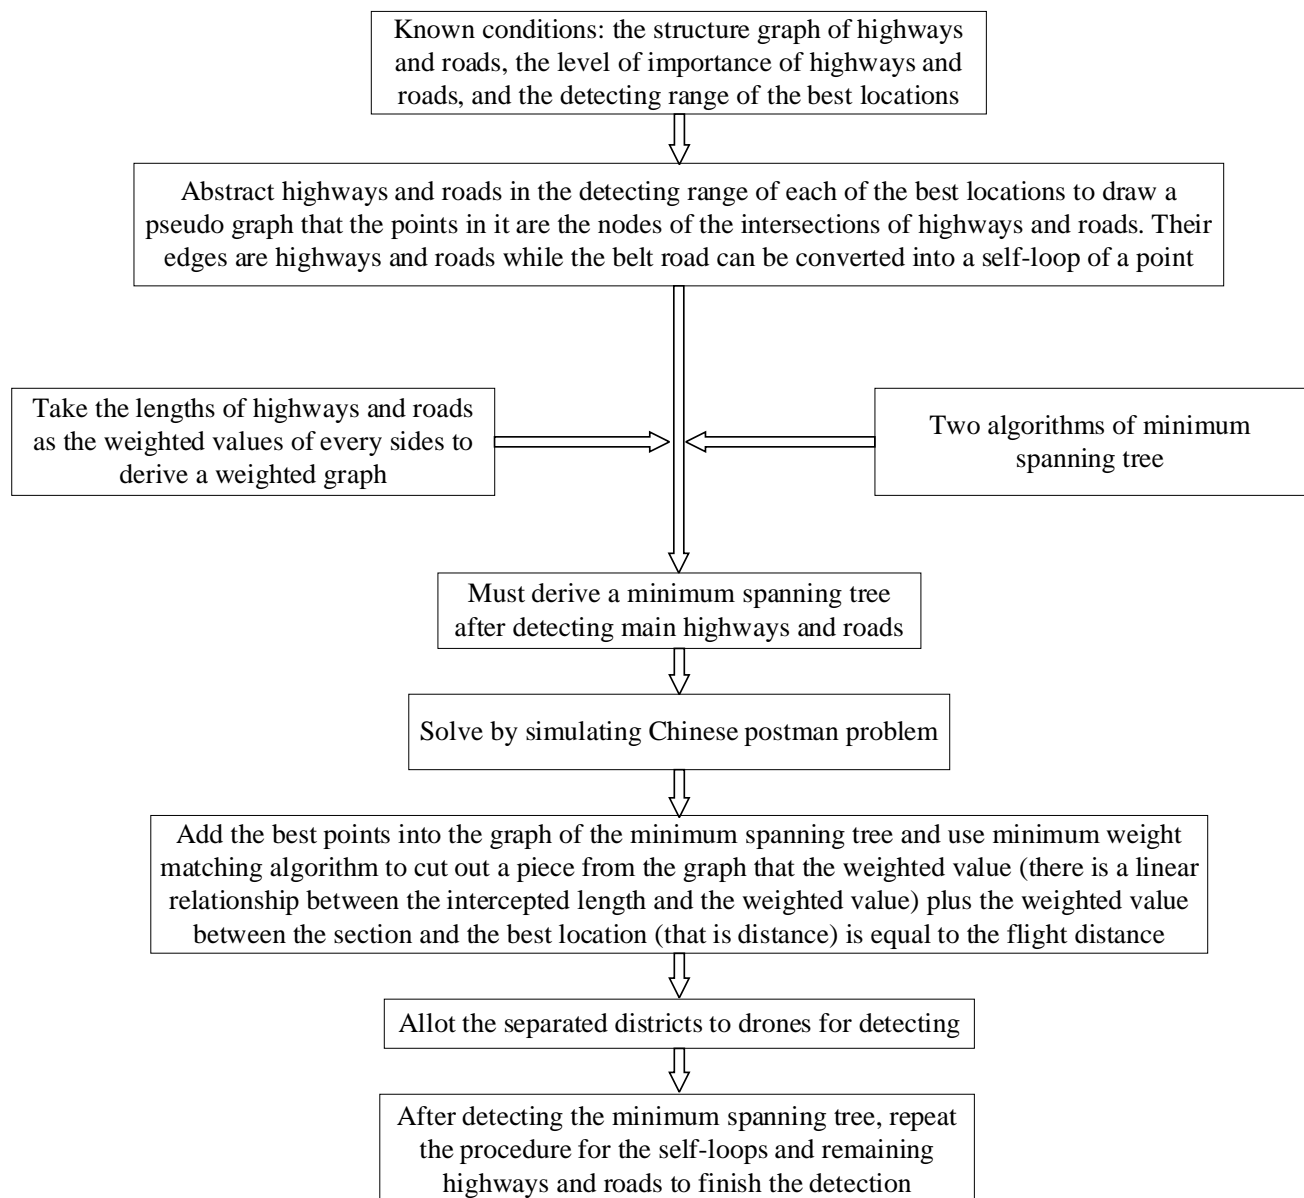 Known conditions: the structure graph of highways
and roads, the level of importance of highways and
roads, and the detecting range of the best locations
Abstract highways and roads in the detecting range of each of the best locations to draw a
pseudo graph that the points in it are the nodes of the intersections of highways and roads. Their
edges are highways and roads while the belt road can be converted into a self-loop of a point
Take the lengths of highways and roads
as the weighted values of every sides to
derive a weighted graph
Two algorithms of minimum
spanning tree
Must derive a minimum spanning tree
after detecting main highways and roads
Solve by simulating Chinese postman problem
Add the best points into the graph of the minimum spanning tree and use minimum weight
matching algorithm to cut out a piece from the graph that the weighted value (there is a linear
relationship between the intercepted length and the weighted value) plus the weighted value
between the section and the best location (that is distance) is equal to the flight distance
Allot the separated districts to drones for detecting
After detecting the minimum spanning tree, repeat
the procedure for the self-loops and remaining
highways and roads to finish the detection